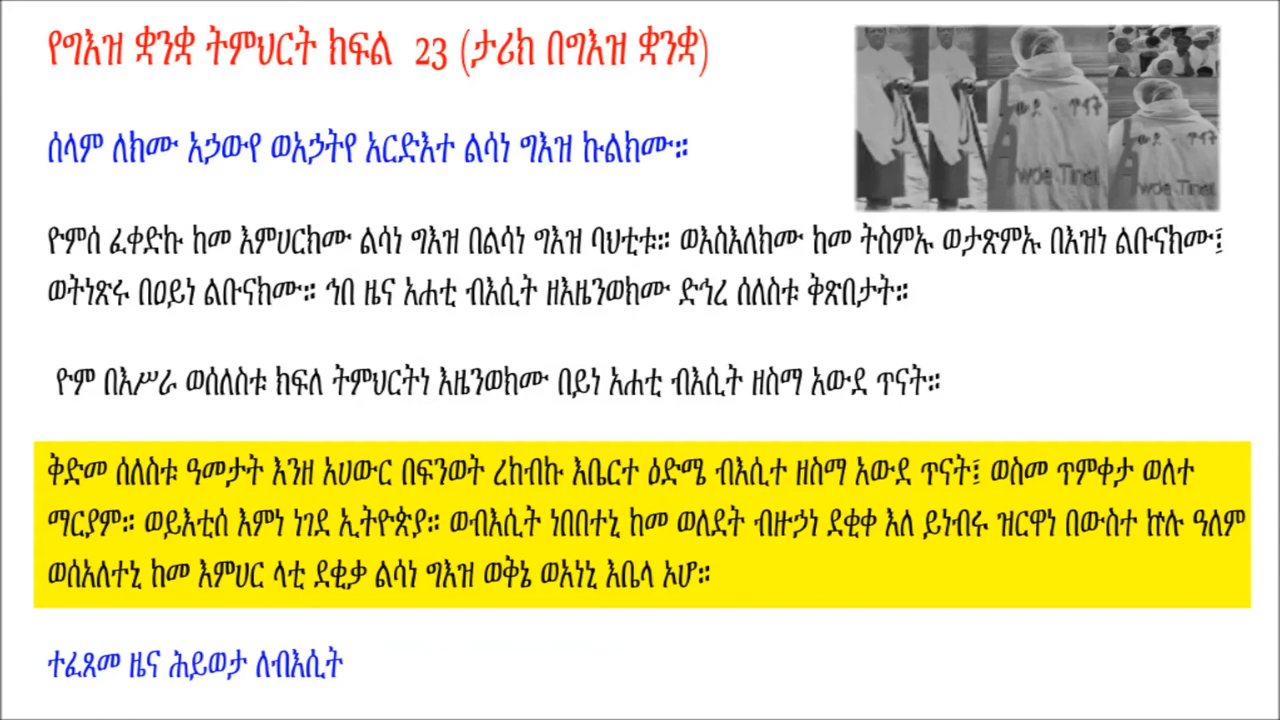 የግእዝ ቋንቋ ትምህርት ክፍል 23 (ታሪክ በግእዝ ቋንቋ)
ሰላም ለክሙ አኃውየ ወአኃትየ አርድእተ ልሳነ ግእዝ ኩልክሙ።
ዮምሰ ፈቀድኩ ከመ እምሀርክሙ ልሳነ ግእዝ በልሳነ ግእዝ ባህቲቱ። ወእስእለክሙ ከመ ትስምኡ ወታጽምኡ በእዝነ ልቡናክሙ፤
ወትነጽሩ በዐይነ ልቡናክሙ። ኅበ ዜና አሐቲ ብእሲት ዘእዜንወክሙ ድኅረ ሰለስቱ ቅጽበታት።
ዮም በእሥራ ወሰለስቱ ክፍለ ትምህርትነ እዜንወክሙ በይነ አሐቲ ብእሲት ዘስማ አውደ ጥናት።
ቅድመ ሰለስቱ ዓመታት እንዘ አሀውር በፍንወት ረከብኩ እቤርተ ዕድሜ ብእሲተ ዘስማ አውደ ጥናት፤ ወስመ ጥምቀታ ወለተ
ማርያም። ወይእቲሰ እምነ ነገደ ኢትዮጵያ። ወብእሲት ነበበተኒ ከመ ወለደት ብዙኃነ ደቂቀ እለ ይነብሩ ዝርዋነ በውስተ ኵሉ ዓለም
ወሰአለተኒ ከመ እምህር ላቲ ደቂቃ ልሳነ ግእዝ ወቅኔ ወአነኒ እቤላ ኦሆ።
ተፈጸመ ዜና ሕይወታ ለብእሲት